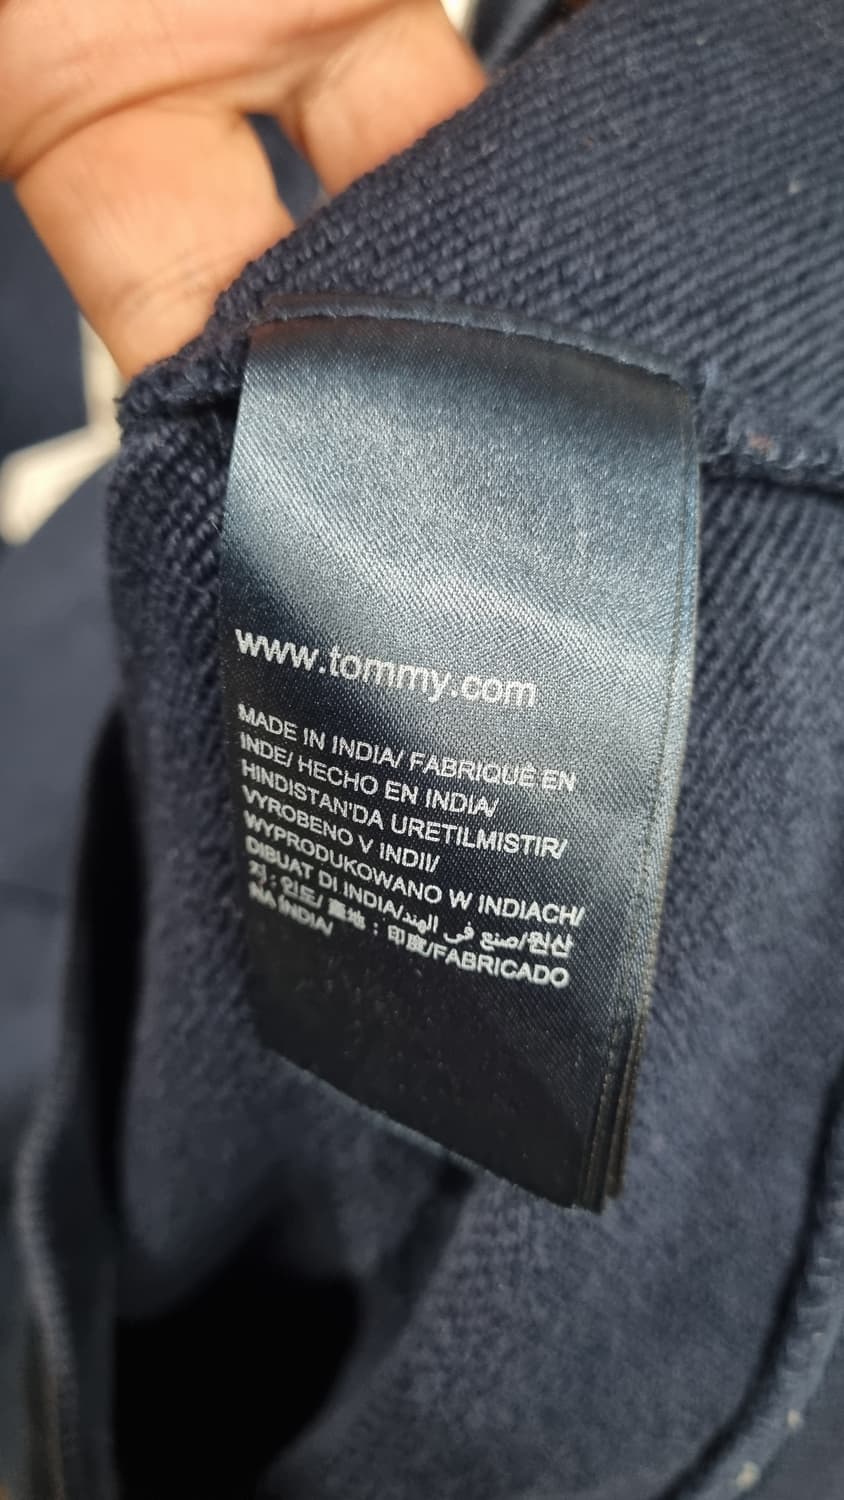 www.tommy.com
MADE IN INDIA/ FABRIQUÉ EN
INDE/ HECHO EN INDIA/
HINDISTAN'DA URETILMISTIR/
VYROBENO V INDII/
WYPRODUKOWANO W INDIACH/
DIBUAT DI INDIA/صنع في الهند/원산
지 : 인도/ 產地 : 印度/FABRICADO
NA ÍNDIA/